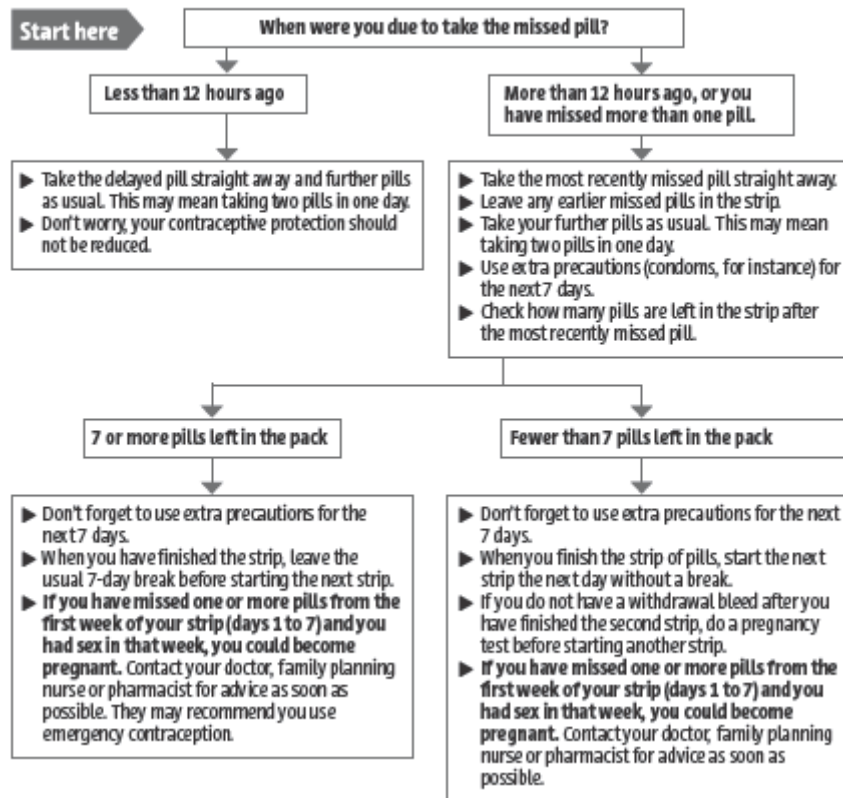 Start here
When were you due to take the missed pill?
Less than 12 hours ago
More than 12 hours ago, or you
have missed more than one pill.
▶ Take the delayed pill straight away and further pills
as usual. This may mean taking two pills in one day.
▶ Don't worry, your contraceptive protection should
not be reduced.
▶ Take the most recently missed pill straight away.
▶ Leave any earlier missed pills in the strip.
▶ Take your further pills as usual. This may mean
taking two pills in one day.
▶ Use extra precautions (condoms, for instance) for
the next 7 days.
▶ Check how many pills are left in the strip after
the most recently missed pill.
7 or more pills left in the pack
Fewer than 7 pills left in the pack
▶ Don't forget to use extra precautions for the
next 7 days.
▶ When you have finished the strip, leave the
usual 7-day break before starting the next strip.
▶ If you have missed one or more pills from the
first week of your strip (days 1 to 7) and you
had sex in that week, you could become
pregnant. Contact your doctor, family planning
nurse or pharmacist for advice as soon as
possible. They may recommend you use
emergency contraception.
▶ Don't forget to use extra precautions for the next
7 days.
▶ When you finish the strip of pills, start the next
strip the next day without a break.
▶ If you do not have a withdrawal bleed after you
have finished the second strip, do a pregnancy
test before starting another strip.
▶ If you have missed one or more pills from the
first week of your strip (days 1 to 7) and you
had sex in that week, you could become
pregnant. Contact your doctor, family planning
nurse or pharmacist for advice as soon as
possible.